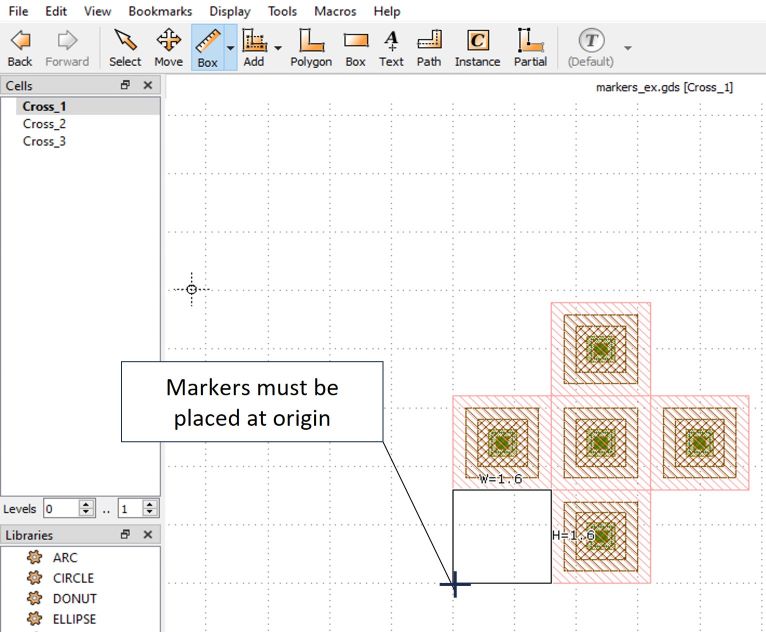 File Edit View Bookmarks Display Tools Macros Help
Back Forward Select Move Box Add Polygon Box Text Path Instance Partial (Default)
Cells
markers_ex.gds [Cross_1]
Cross_1
Cross_2
Cross_3
Markers must be
placed at origin
W=1.6
H=1.6
Levels 0 .. 1
Libraries
ARC
CIRCLE
DONUT
ELLIPSE